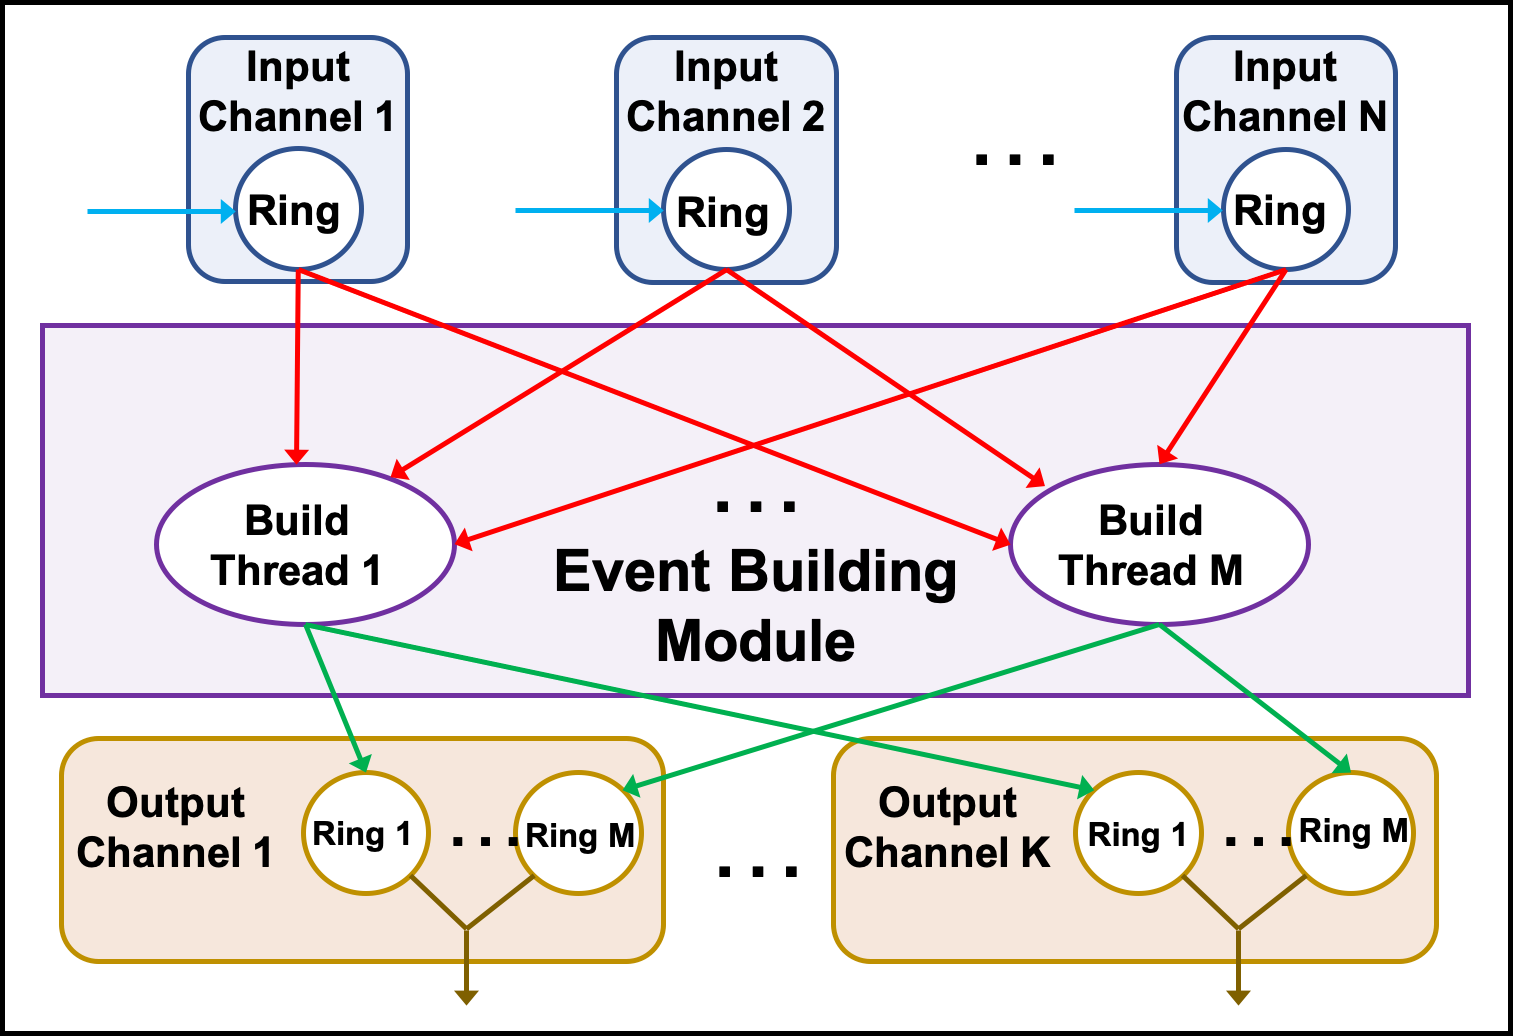 Input
Channel 1
Ring
Input
Channel 2
Ring
. . .
Input
Channel N
Ring
Build
Thread 1
. . .
Event Building
Module
Build
Thread M
Output
Channel 1
Ring 1
. . .
Ring M
. . .
Output
Channel K
Ring 1
. . .
Ring M